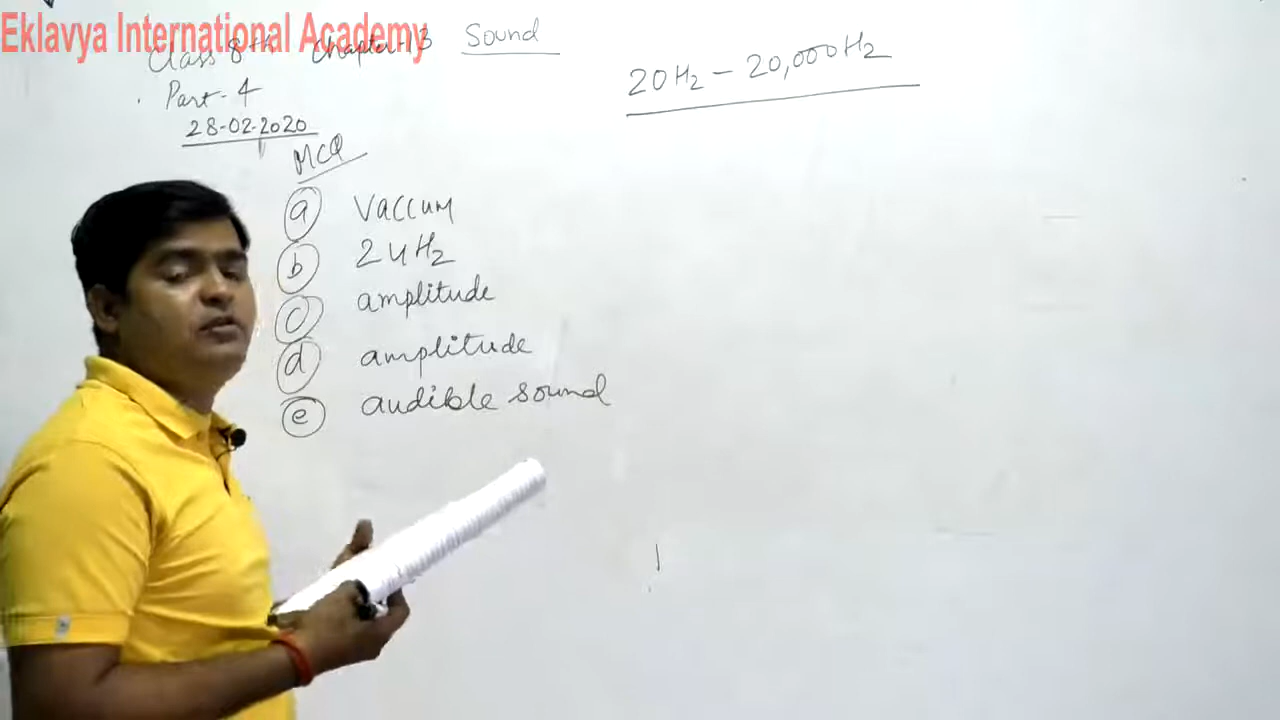 Eklavya International Academy
Class 8th Chapter-13 Sound
Part-4
28-02-2020
MCQ
20Hz – 20,000Hz
a vaccum
b 24Hz
c amplitude
d amplitude
e audible sound